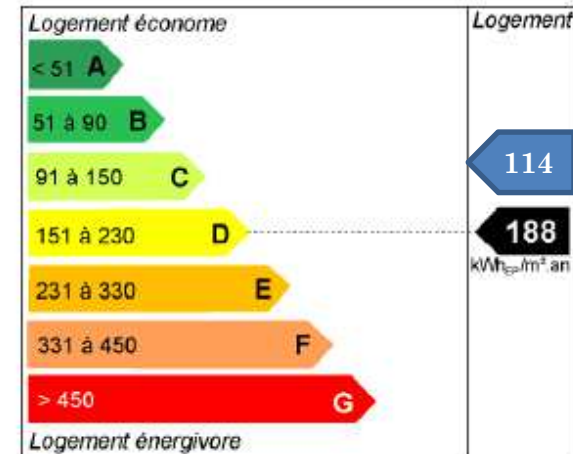 Logement économe
Logement
< 51 A
51 à 90 B
91 à 150 C
114
151 à 230 D
188
kWhEP/m².an
231 à 330 E
331 à 450 F
> 450 G
Logement énergivore